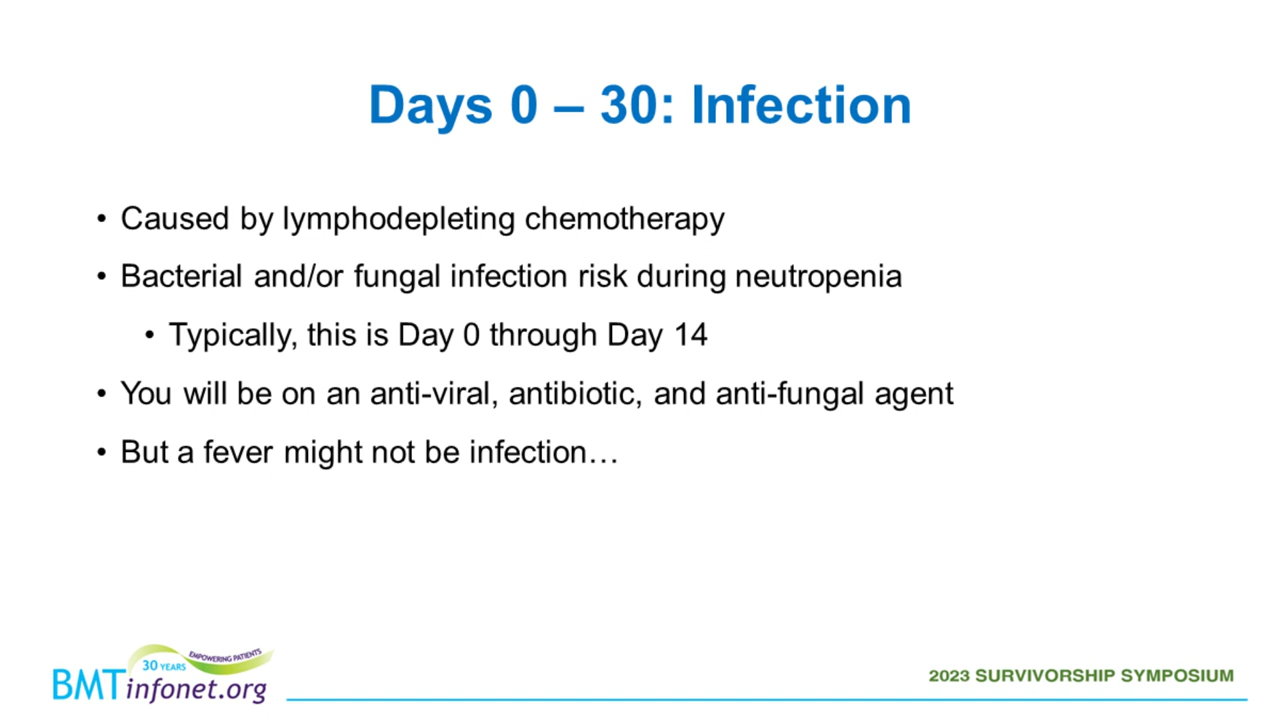 Days 0 – 30: Infection
• Caused by lymphodepleting chemotherapy
• Bacterial and/or fungal infection risk during neutropenia
• Typically, this is Day 0 through Day 14
• You will be on an anti-viral, antibiotic, and anti-fungal agent
• But a fever might not be infection…
30 YEARS EMPOWERING PATIENTS
BMTinfonet.org
2023 SURVIVORSHIP SYMPOSIUM